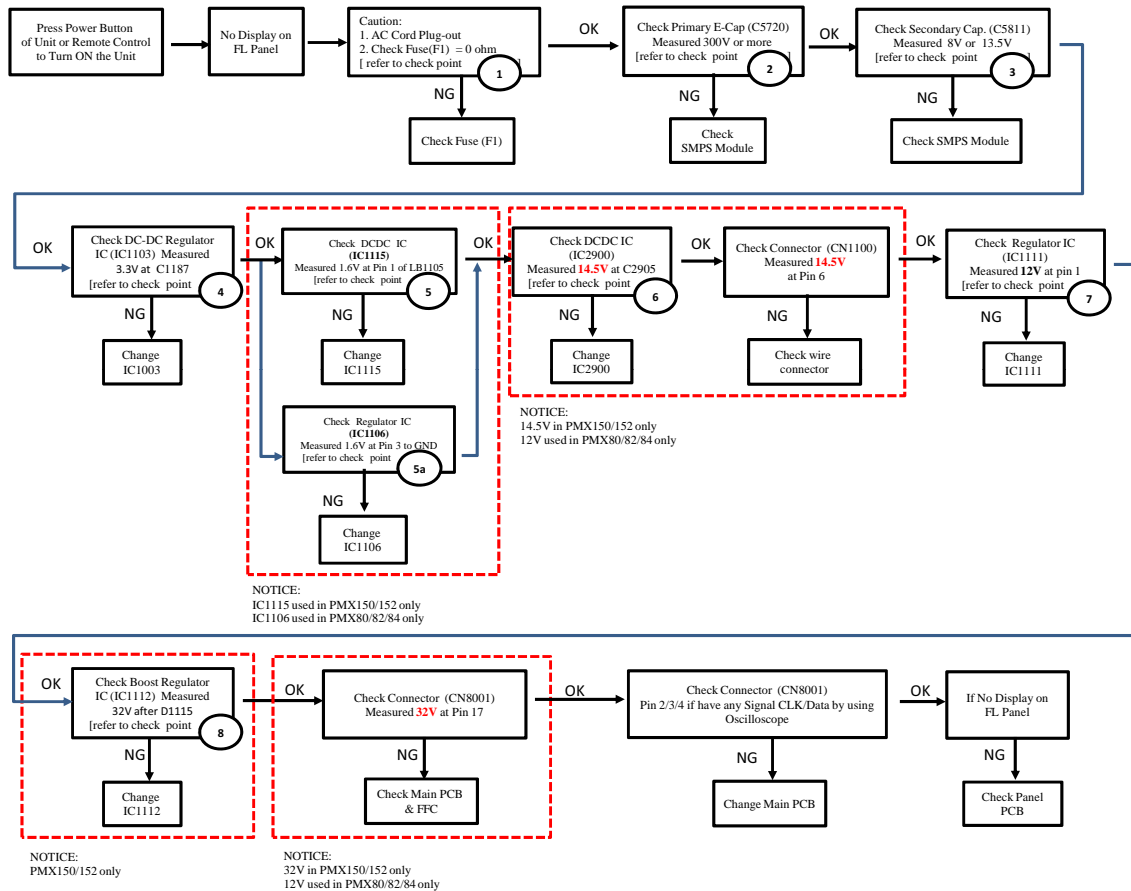 Press Power Button
of Unit or Remote Control
to Turn ON the Unit
No Display on
FL Panel
Caution:
1. AC Cord Plug-out
2. Check Fuse(F1) = 0 ohm
[ refer to check point 1 ]
OK
NG
Check Fuse (F1)
Check Primary E-Cap (C5720)
Measured 300V or more
[refer to check point 2 ]
OK
NG
Check
SMPS Module
Check Secondary Cap. (C5811)
Measured 8V or 13.5V
[refer to check point 3 ]
NG
Check SMPS Module
OK
Check DC-DC Regulator
IC (IC1103) Measured
3.3V at C1187
[refer to check point 4
NG
Change
IC1003
OK
Check DCDC IC
(IC1115)
Measured 1.6V at Pin 1 of LB1105
[refer to check point 5
NG
Change
IC1115
Check Regulator IC
(IC1106)
Measured 1.6V at Pin 3 to GND
[refer to check point 5a
NG
Change
IC1106
NOTICE:
IC1115 used in PMX150/152 only
IC1106 used in PMX80/82/84 only
OK
Check DCDC IC
(IC2900)
Measured 14.5V at C2905
[refer to check point 6
NG
Change
IC2900
OK
Check Connector (CN1100)
Measured 14.5V
at Pin 6
NG
Check wire
connector
NOTICE:
14.5V in PMX150/152 only
12V used in PMX80/82/84 only
OK
Check Regulator IC
(IC1111)
Measured 12V at pin 1
[refer to check point 7
NG
Change
IC1111
OK
Check Boost Regulator
IC (IC1112) Measured
32V after D1115
[refer to check point 8
NG
Change
IC1112
NOTICE:
PMX150/152 only
OK
Check Connector (CN8001)
Measured 32V at Pin 17
NG
Check Main PCB
& FFC
NOTICE:
32V in PMX150/152 only
12V used in PMX80/82/84 only
OK
Check Connector (CN8001)
Pin 2/3/4 if have any Signal CLK/Data by using
Oscilloscope
NG
Change Main PCB
OK
If No Display on
FL Panel
NG
Check Panel
PCB